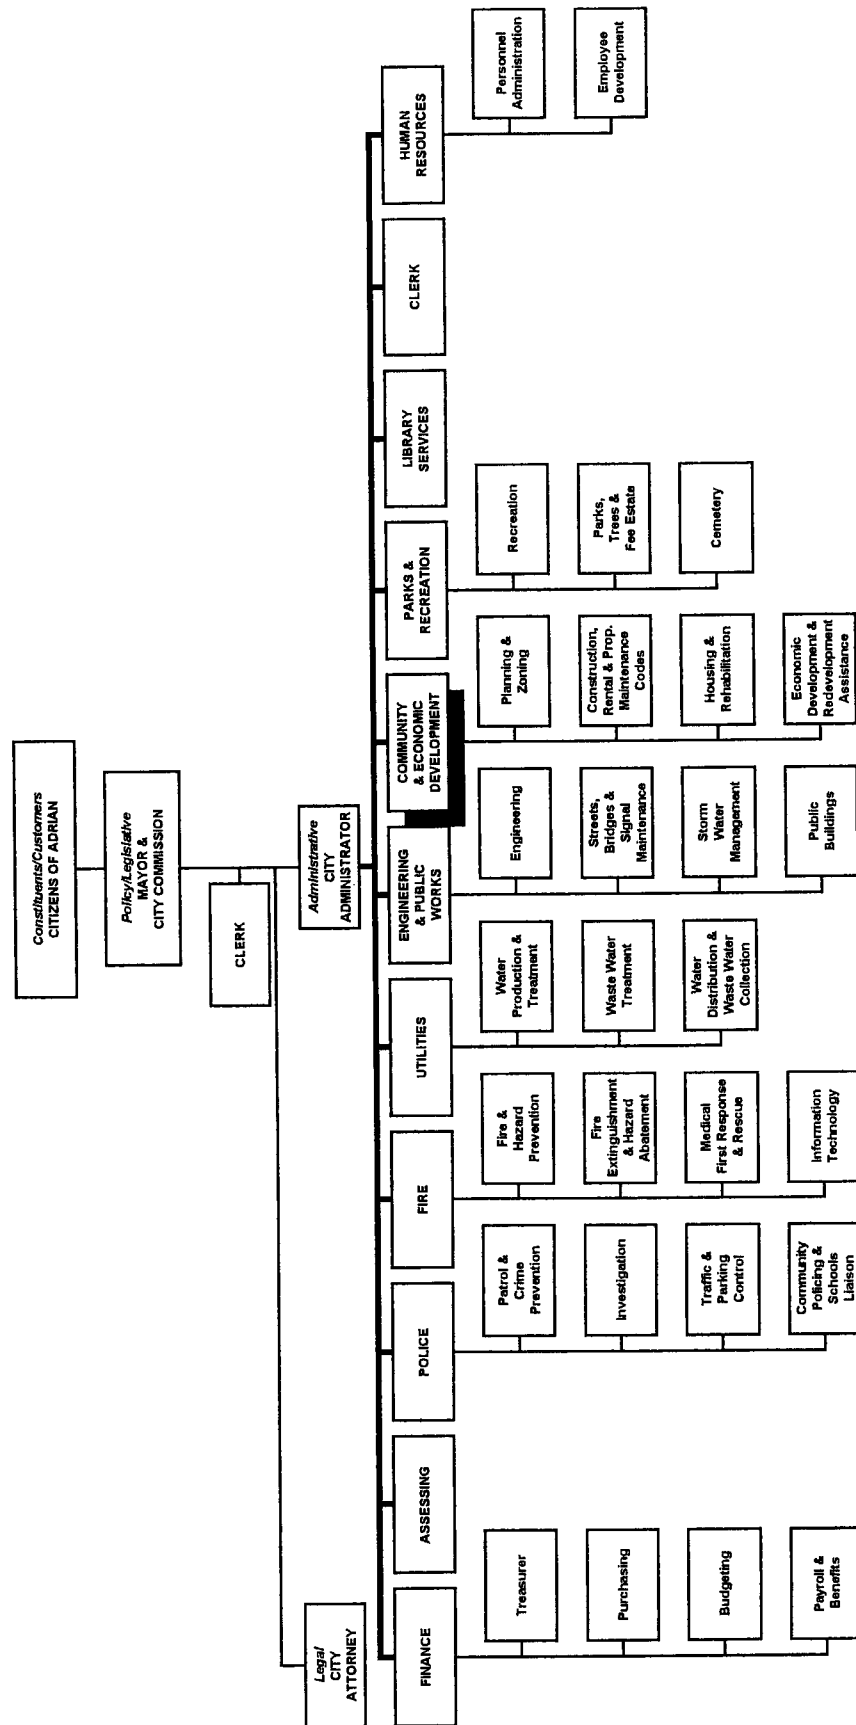 Constituents/Customers
CITIZENS OF ADRIAN
Policy/Legislative
MAYOR &
CITY COMMISSION
CLERK
Legal
CITY
ATTORNEY
Administrative
CITY
ADMINISTRATOR
FINANCE
ASSESSING
POLICE
FIRE
UTILITIES
ENGINEERING
& PUBLIC
WORKS
COMMUNITY
& ECONOMIC
DEVELOPMENT
PARKS &
RECREATION
LIBRARY
SERVICES
CLERK
HUMAN
RESOURCES
Treasurer
Purchasing
Budgeting
Payroll &
Benefits
Patrol &
Crime
Prevention
Investigation
Traffic &
Parking
Control
Community
Policing &
Schools
Liaison
Fire &
Hazard
Prevention
Fire
Extinguishment
& Hazard
Abatement
Medical
First Response
& Rescue
Information
Technology
Water
Production &
Treatment
Waste Water
Treatment
Water
Distribution &
Waste Water
Collection
Engineering
Streets,
Bridges &
Signal
Maintenance
Storm
Water
Management
Public
Buildings
Planning &
Zoning
Construction,
Rental & Prop.
Maintenance
Codes
Housing &
Rehabilitation
Economic
Development &
Redevelopment
Assistance
Recreation
Parks,
Trees &
Fee Estate
Cemetery
Personnel
Administration
Employee
Development